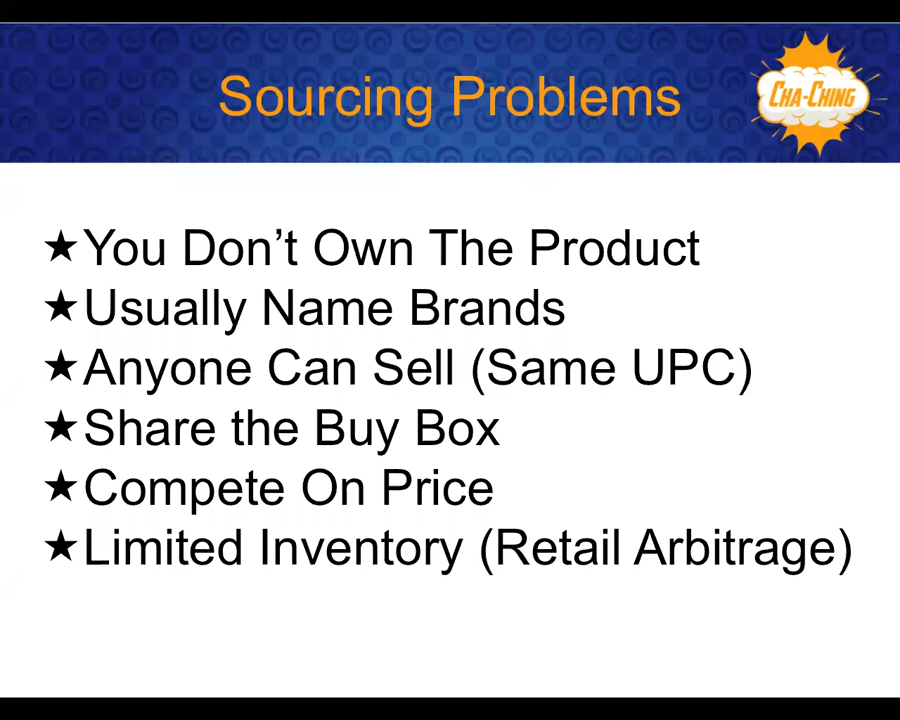 Sourcing Problems
CHA-CHING
★You Don’t Own The Product
★Usually Name Brands
★Anyone Can Sell (Same UPC)
★Share the Buy Box
★Compete On Price
★Limited Inventory (Retail Arbitrage)